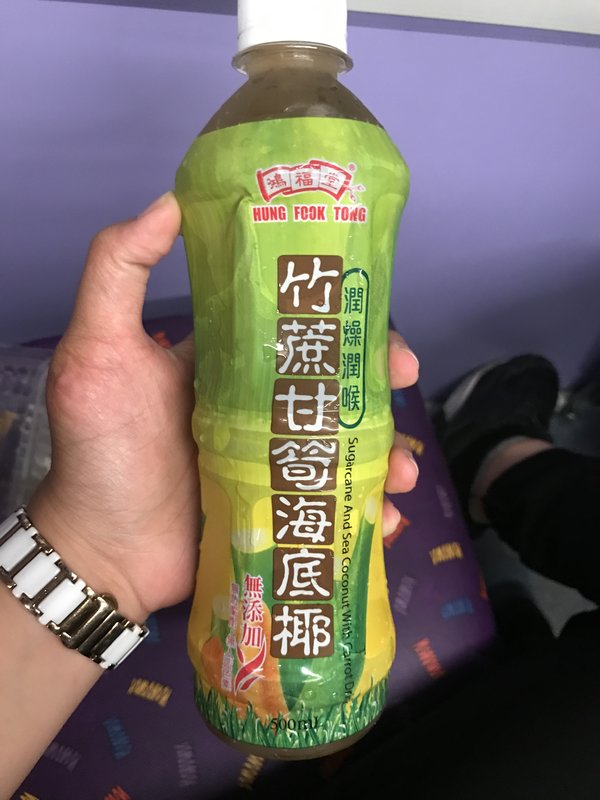 鴻福堂
HUNG FOOK TONG
竹蔗甘筍海底椰
潤燥潤喉
Sugarcane And Sea Coconut With Carrot
無添加
500ml